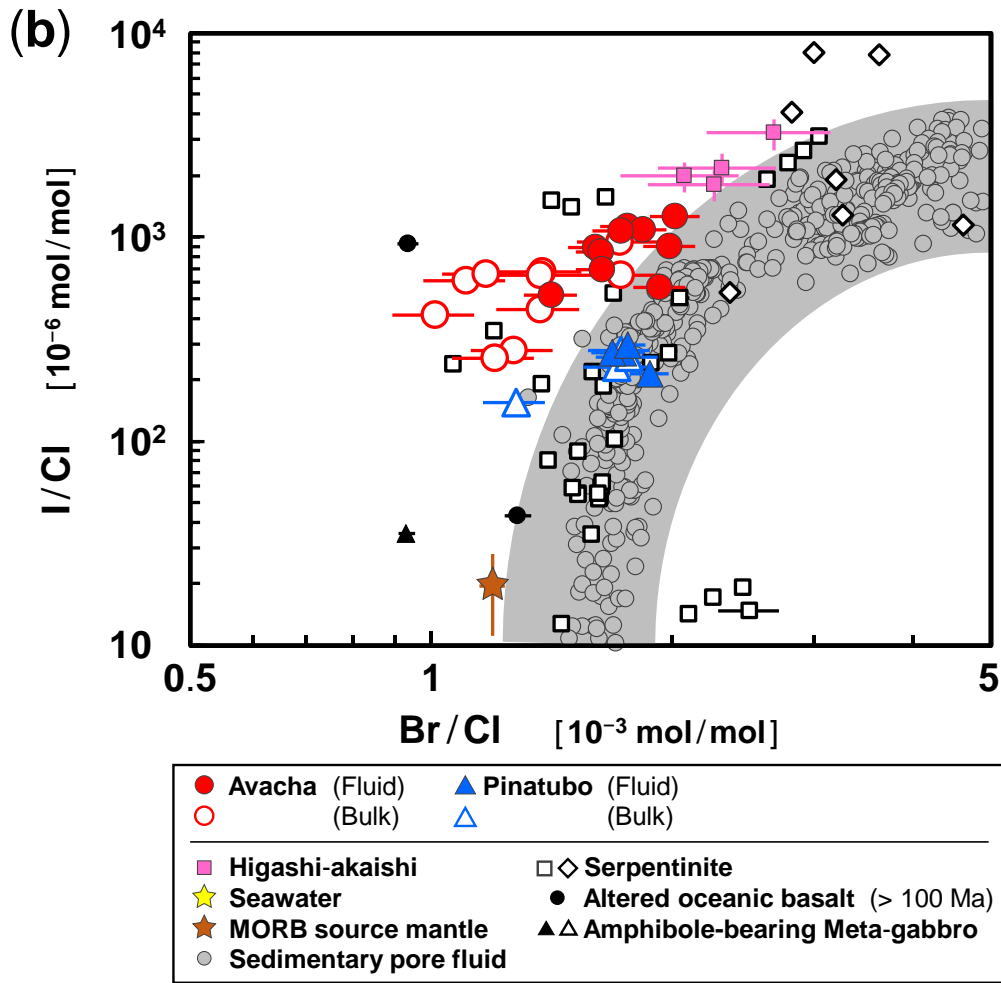 (b)
10⁴
10³
10²
10
I/Cl [10⁻⁶ mol/mol]
0.5 1 5
Br/Cl [10⁻³ mol/mol]
Avacha (Fluid) Pinatubo (Fluid)
(Bulk) (Bulk)
Higashi-akaishi Serpentinite
Seawater Altered oceanic basalt (> 100 Ma)
MORB source mantle Amphibole-bearing Meta-gabbro
Sedimentary pore fluid